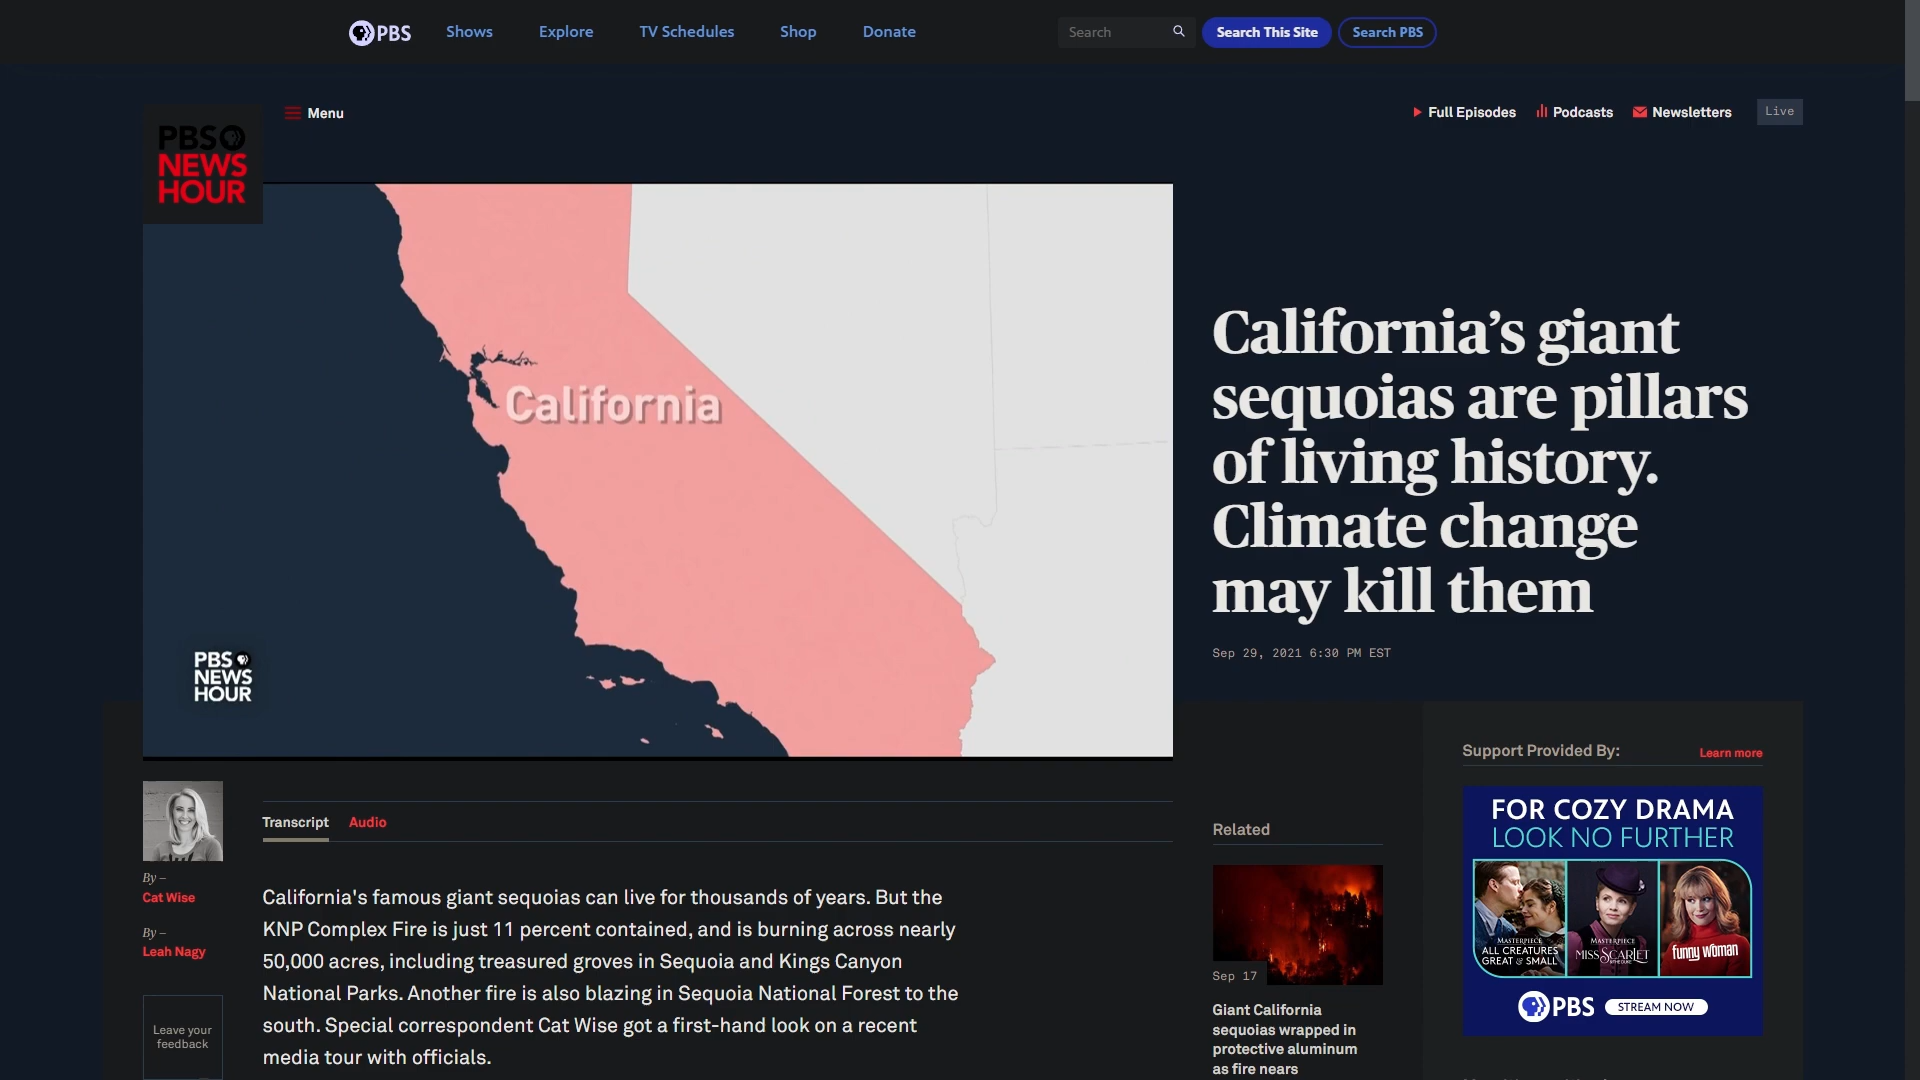 PBS
Shows
Explore
TV Schedules
Shop
Donate
Search
Search This Site
Search PBS
PBS
NEWS
HOUR
Menu
Full Episodes
Podcasts
Newsletters
Live
California
PBS
NEWS
HOUR
California’s giant
sequoias are pillars
of living history.
Climate change
may kill them
Sep 29, 2021 6:30 PM EST
By –
Cat Wise
By –
Leah Nagy
Leave your
feedback
Transcript
Audio
California's famous giant sequoias can live for thousands of years. But the
KNP Complex Fire is just 11 percent contained, and is burning across nearly
50,000 acres, including treasured groves in Sequoia and Kings Canyon
National Parks. Another fire is also blazing in Sequoia National Forest to the
south. Special correspondent Cat Wise got a first-hand look on a recent
media tour with officials.
Related
Sep 17
Giant California
sequoias wrapped in
protective aluminum
as fire nears
Support Provided By:
Learn more
FOR COZY DRAMA
LOOK NO FURTHER
MASTERPIECE
ALL CREATURES
GREAT & SMALL
MASTERPIECE
MISS SCARLET
funny woman
PBS
STREAM NOW